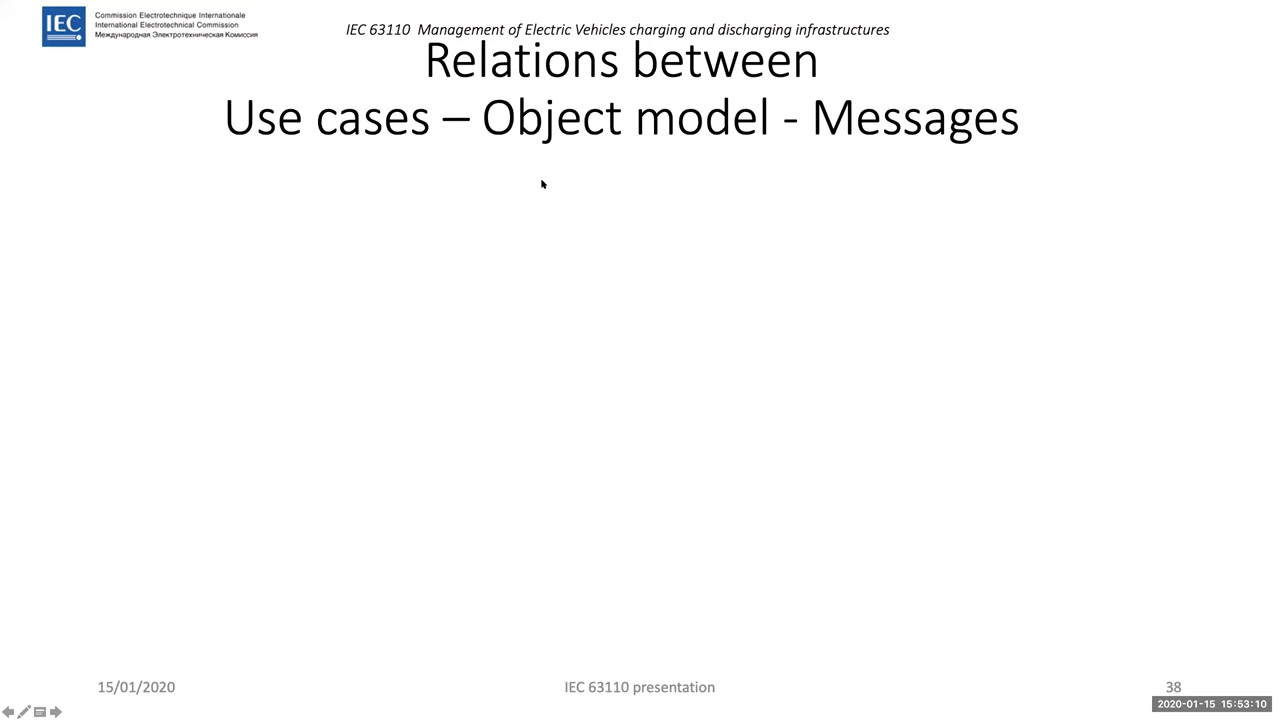 IEC
Commission Electrotechnique Internationale
International Electrotechnical Commission
Международная Электротехническая Комиссия
IEC 63110 Management of Electric Vehicles charging and discharging infrastructures
Relations between
Use cases – Object model - Messages
15/01/2020
IEC 63110 presentation
38
2020-01-15 15:53:10